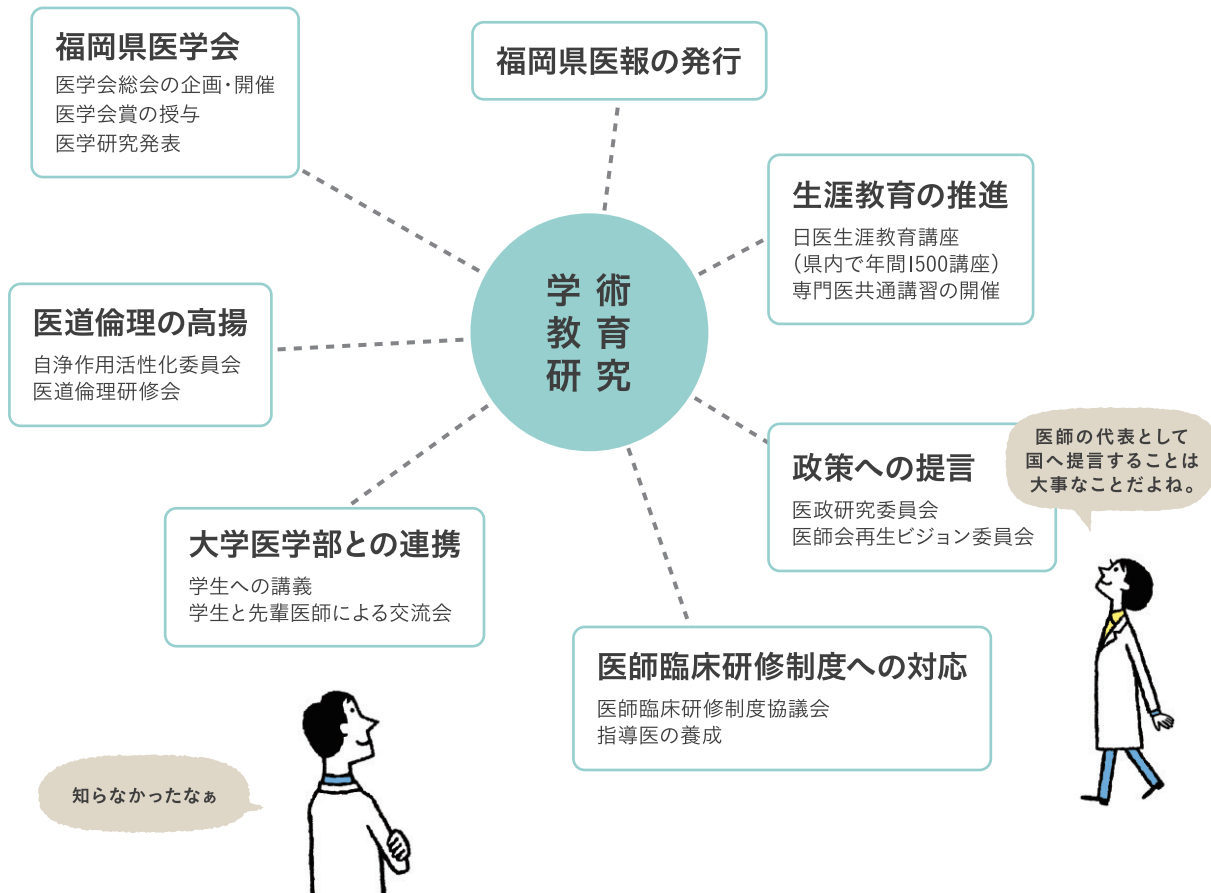 福岡県医学会
医学会総会の企画・開催
医学会賞の授与
医学研究発表
福岡県医報の発行
生涯教育の推進
日医生涯教育講座
(県内で年間1500講座)
専門医共通講習の開催
学術
教育
研究
医道倫理の高揚
自浄作用活性化委員会
医道倫理研修会
政策への提言
医政研究委員会
医師会再生ビジョン委員会
医師の代表として
国へ提言することは
大事なことだよね。
大学医学部との連携
学生への講義
学生と先輩医師による交流会
医師臨床研修制度への対応
医師臨床研修制度協議会
指導医の養成
知らなかったなぁ